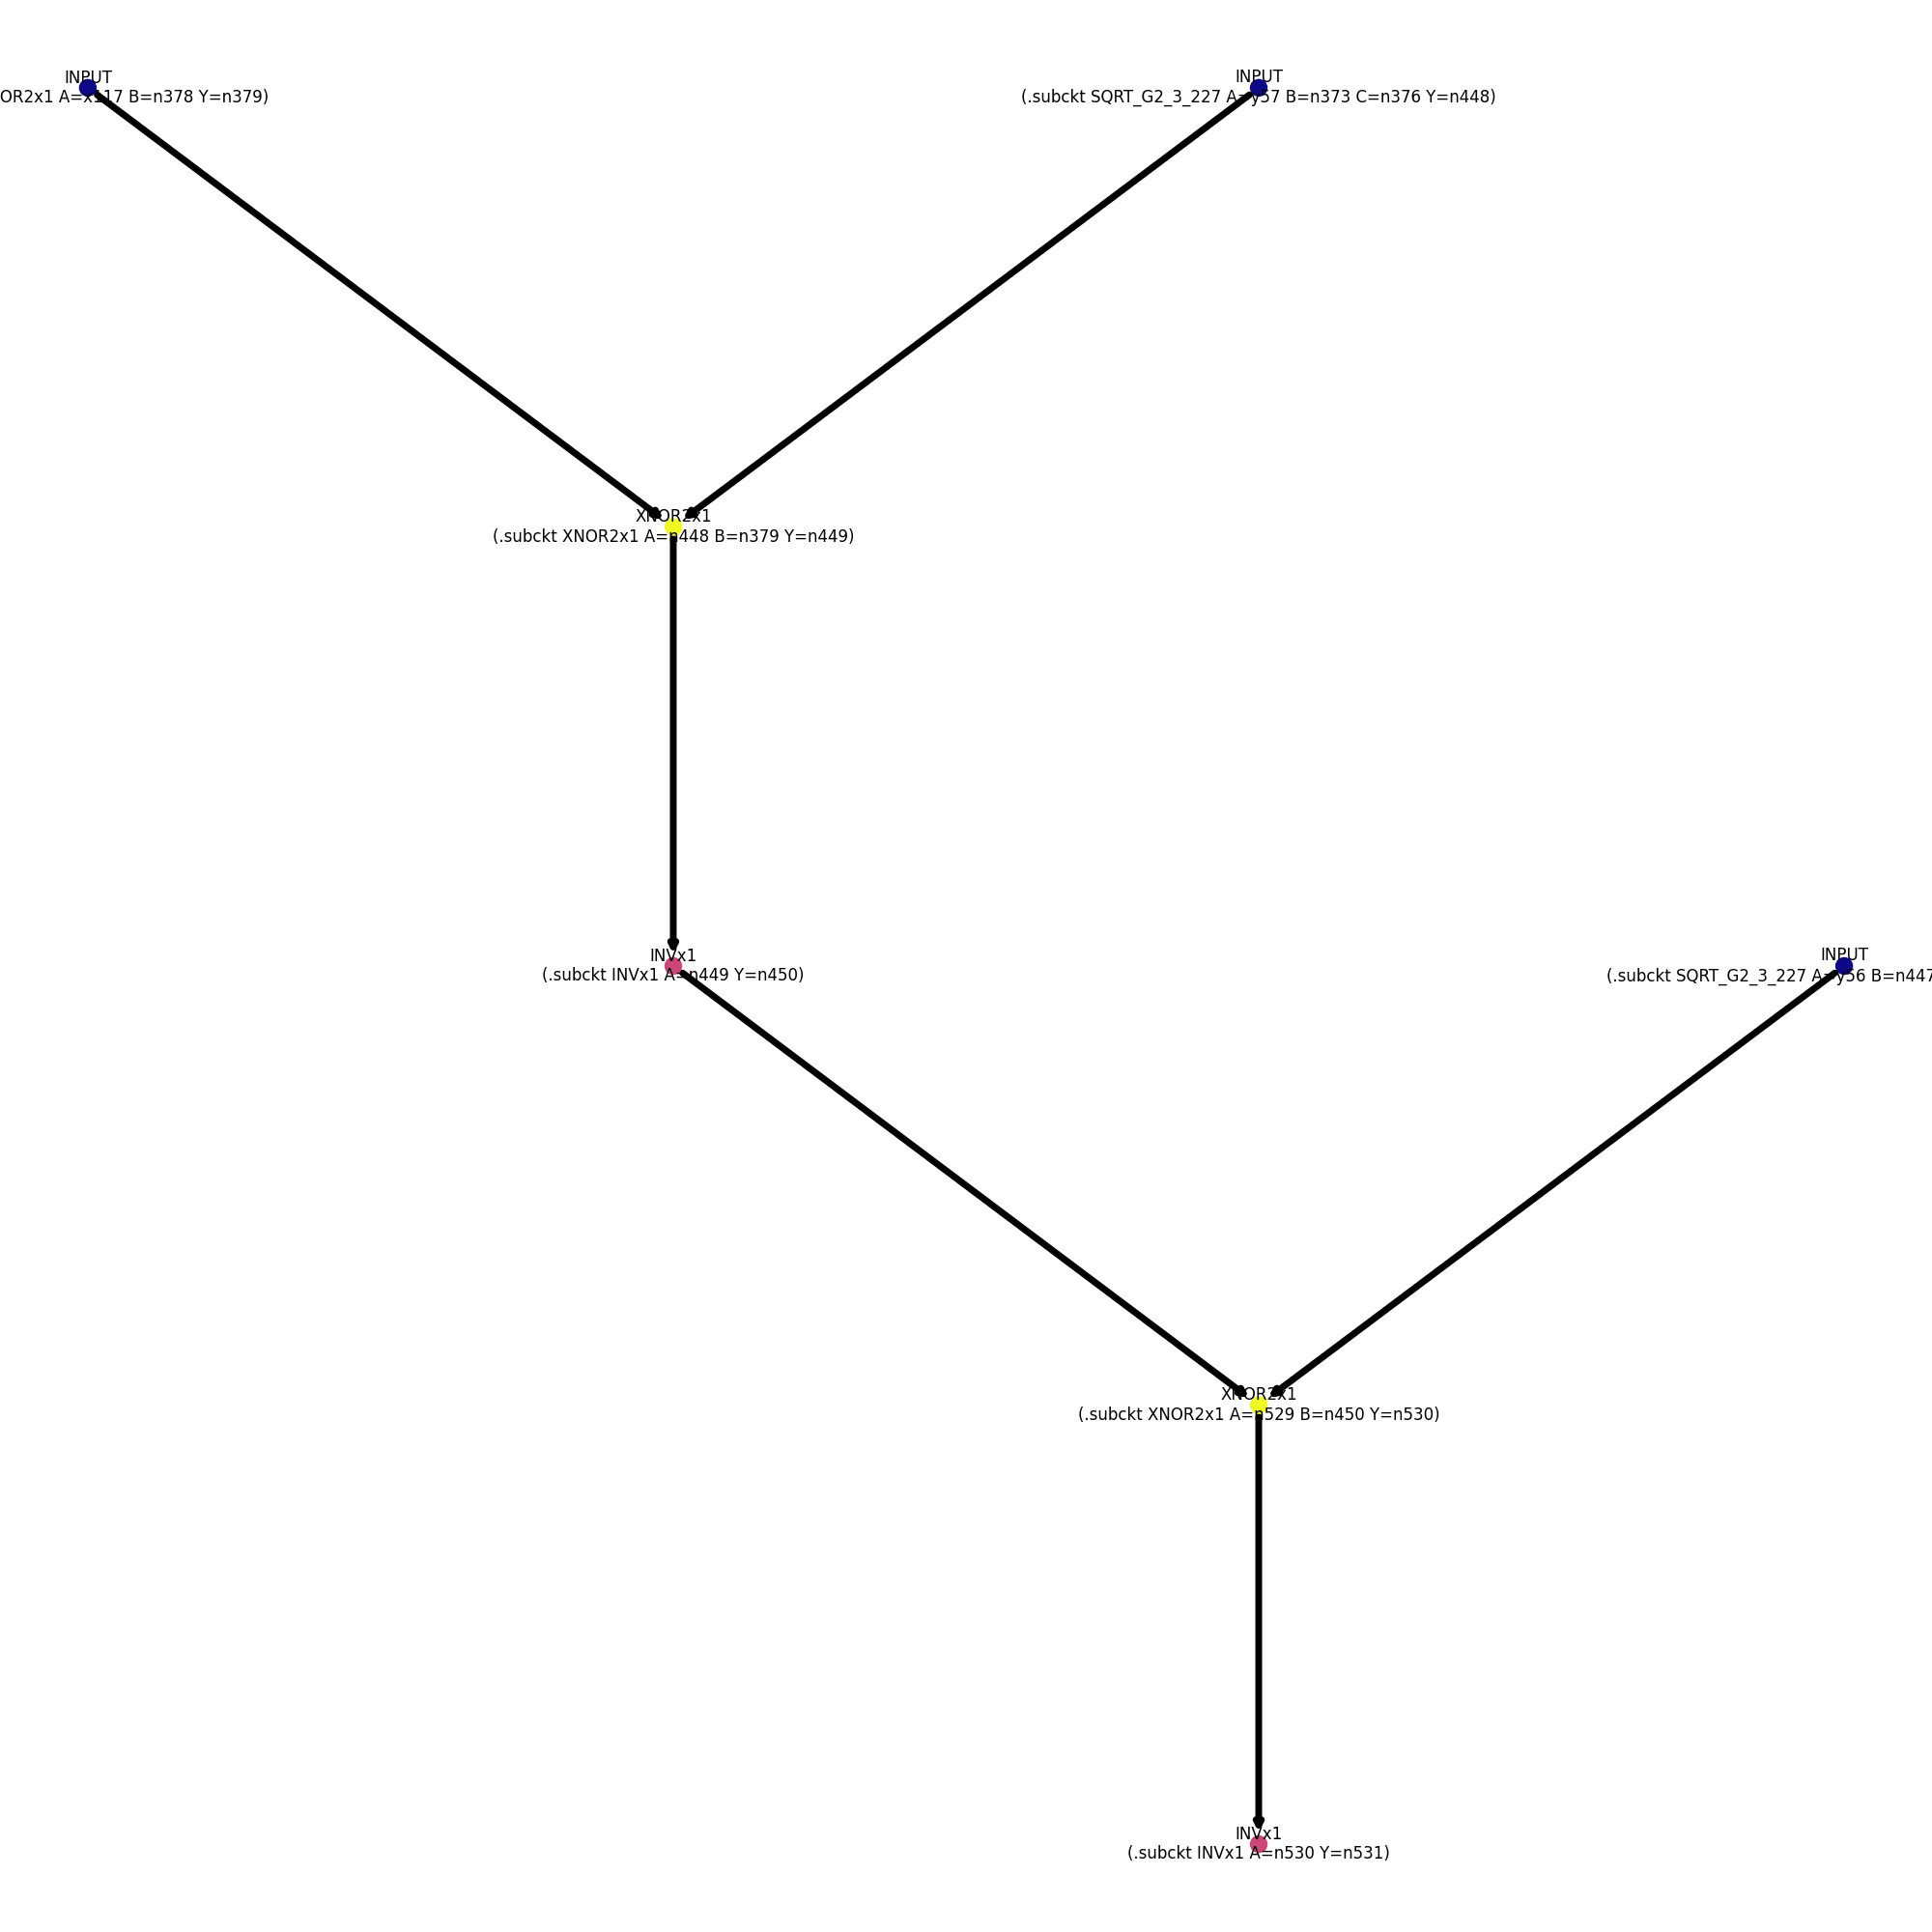 INPUT
OR2x1 A=x117 B=n378 Y=n379)
INPUT
(.subckt SQRT_G2_3_227 A=y57 B=n373 C=n376 Y=n448)
XNOR2x1
(.subckt XNOR2x1 A=n448 B=n379 Y=n449)
INVx1
(.subckt INVx1 A=n449 Y=n450)
INPUT
(.subckt SQRT_G2_3_227 A=y56 B=n447
XNOR2x1
(.subckt XNOR2x1 A=n529 B=n450 Y=n530)
INVx1
(.subckt INVx1 A=n530 Y=n531)